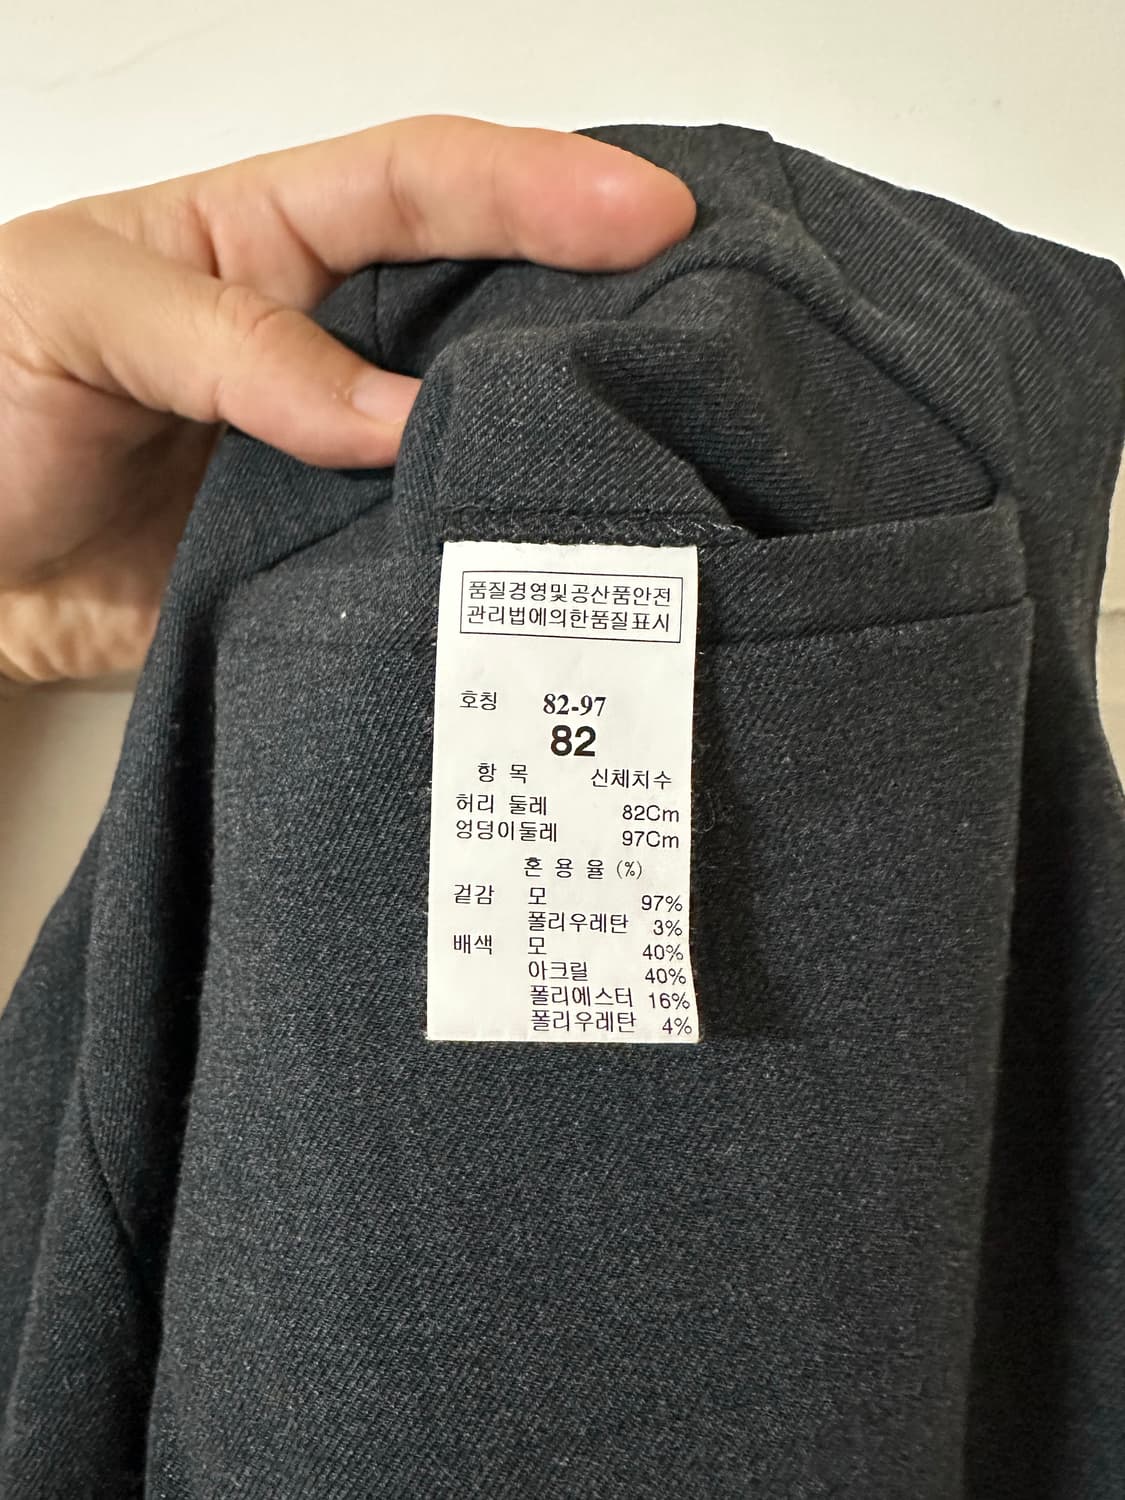 품질경영및공산품안전
관리법에의한품질표시
호칭 82-97
82
항 목 신체치수
허리 둘레 82Cm
엉덩이둘레 97Cm
혼 용 율 (%)
겉감 모 97%
폴리우레탄 3%
배색 모 40%
아크릴 40%
폴리에스터 16%
폴리우레탄 4%